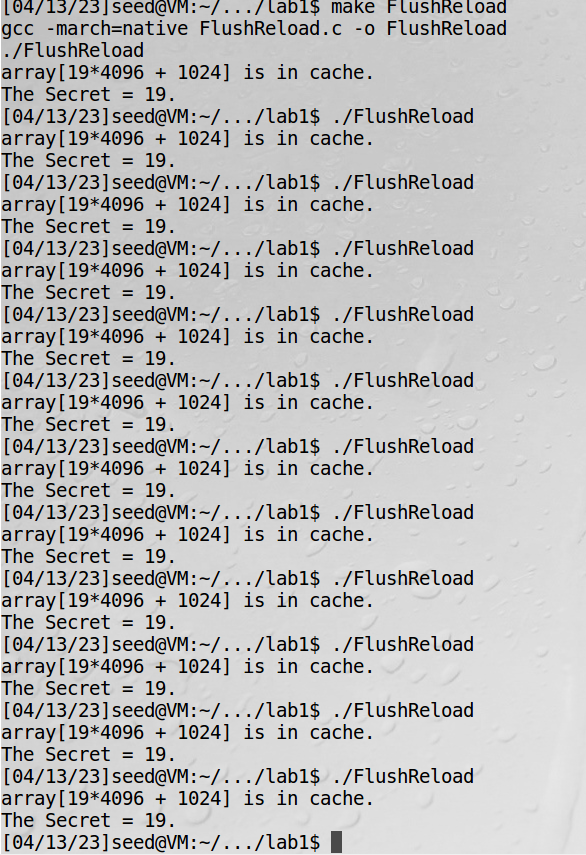 [04/13/23]seed@VM:~/.../lab1$ make FlushReload
gcc -march=native FlushReload.c -o FlushReload
./FlushReload
array[19*4096 + 1024] is in cache.
The Secret = 19.
[04/13/23]seed@VM:~/.../lab1$ ./FlushReload
array[19*4096 + 1024] is in cache.
The Secret = 19.
[04/13/23]seed@VM:~/.../lab1$ ./FlushReload
array[19*4096 + 1024] is in cache.
The Secret = 19.
[04/13/23]seed@VM:~/.../lab1$ ./FlushReload
array[19*4096 + 1024] is in cache.
The Secret = 19.
[04/13/23]seed@VM:~/.../lab1$ ./FlushReload
array[19*4096 + 1024] is in cache.
The Secret = 19.
[04/13/23]seed@VM:~/.../lab1$ ./FlushReload
array[19*4096 + 1024] is in cache.
The Secret = 19.
[04/13/23]seed@VM:~/.../lab1$ ./FlushReload
array[19*4096 + 1024] is in cache.
The Secret = 19.
[04/13/23]seed@VM:~/.../lab1$ ./FlushReload
array[19*4096 + 1024] is in cache.
The Secret = 19.
[04/13/23]seed@VM:~/.../lab1$ ./FlushReload
array[19*4096 + 1024] is in cache.
The Secret = 19.
[04/13/23]seed@VM:~/.../lab1$ ./FlushReload
array[19*4096 + 1024] is in cache.
The Secret = 19.
[04/13/23]seed@VM:~/.../lab1$ ./FlushReload
array[19*4096 + 1024] is in cache.
The Secret = 19.
[04/13/23]seed@VM:~/.../lab1$ ./FlushReload
array[19*4096 + 1024] is in cache.
The Secret = 19.
[04/13/23]seed@VM:~/.../lab1$